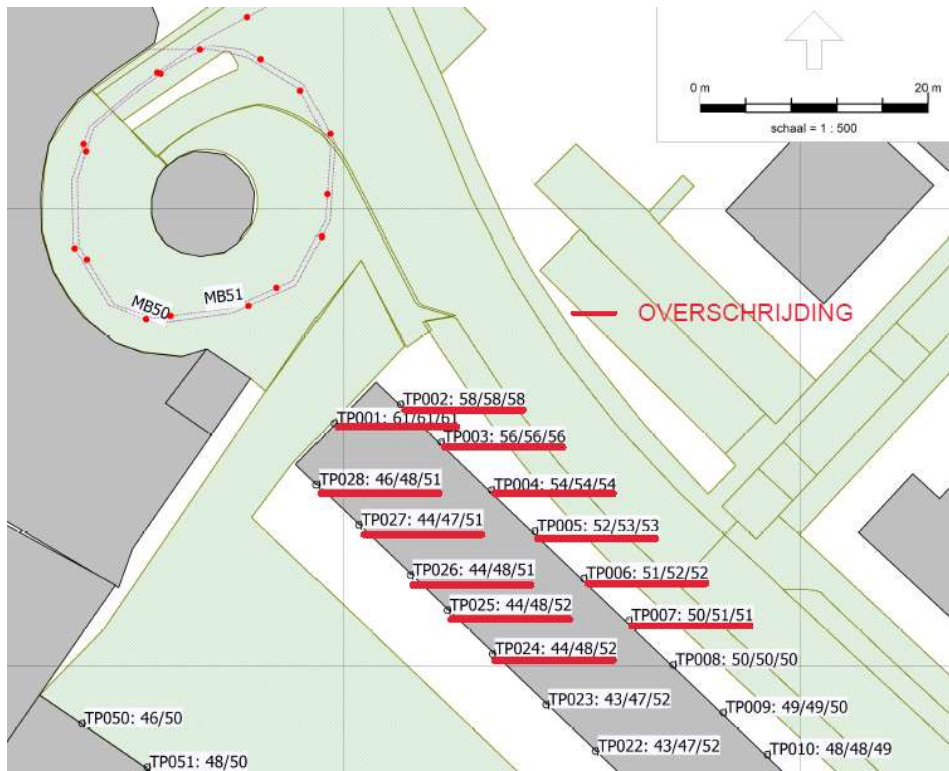 0 m
20 m
schaal = 1 : 500
MB50
MB51
OVERSCHRIJDING
TP002: 58/58/58
TP001: 61/61/61
TP003: 56/56/56
TP028: 46/48/51
TP004: 54/54/54
TP027: 44/47/51
TP005: 52/53/53
TP026: 44/48/51
TP006: 51/52/52
TP025: 44/48/52
TP007: 50/51/51
TP024: 44/48/52
TP008: 50/50/50
TP023: 43/47/52
TP009: 49/49/50
TP050: 46/50
TP022: 43/47/52
TP010: 48/48/49
TP051: 48/50